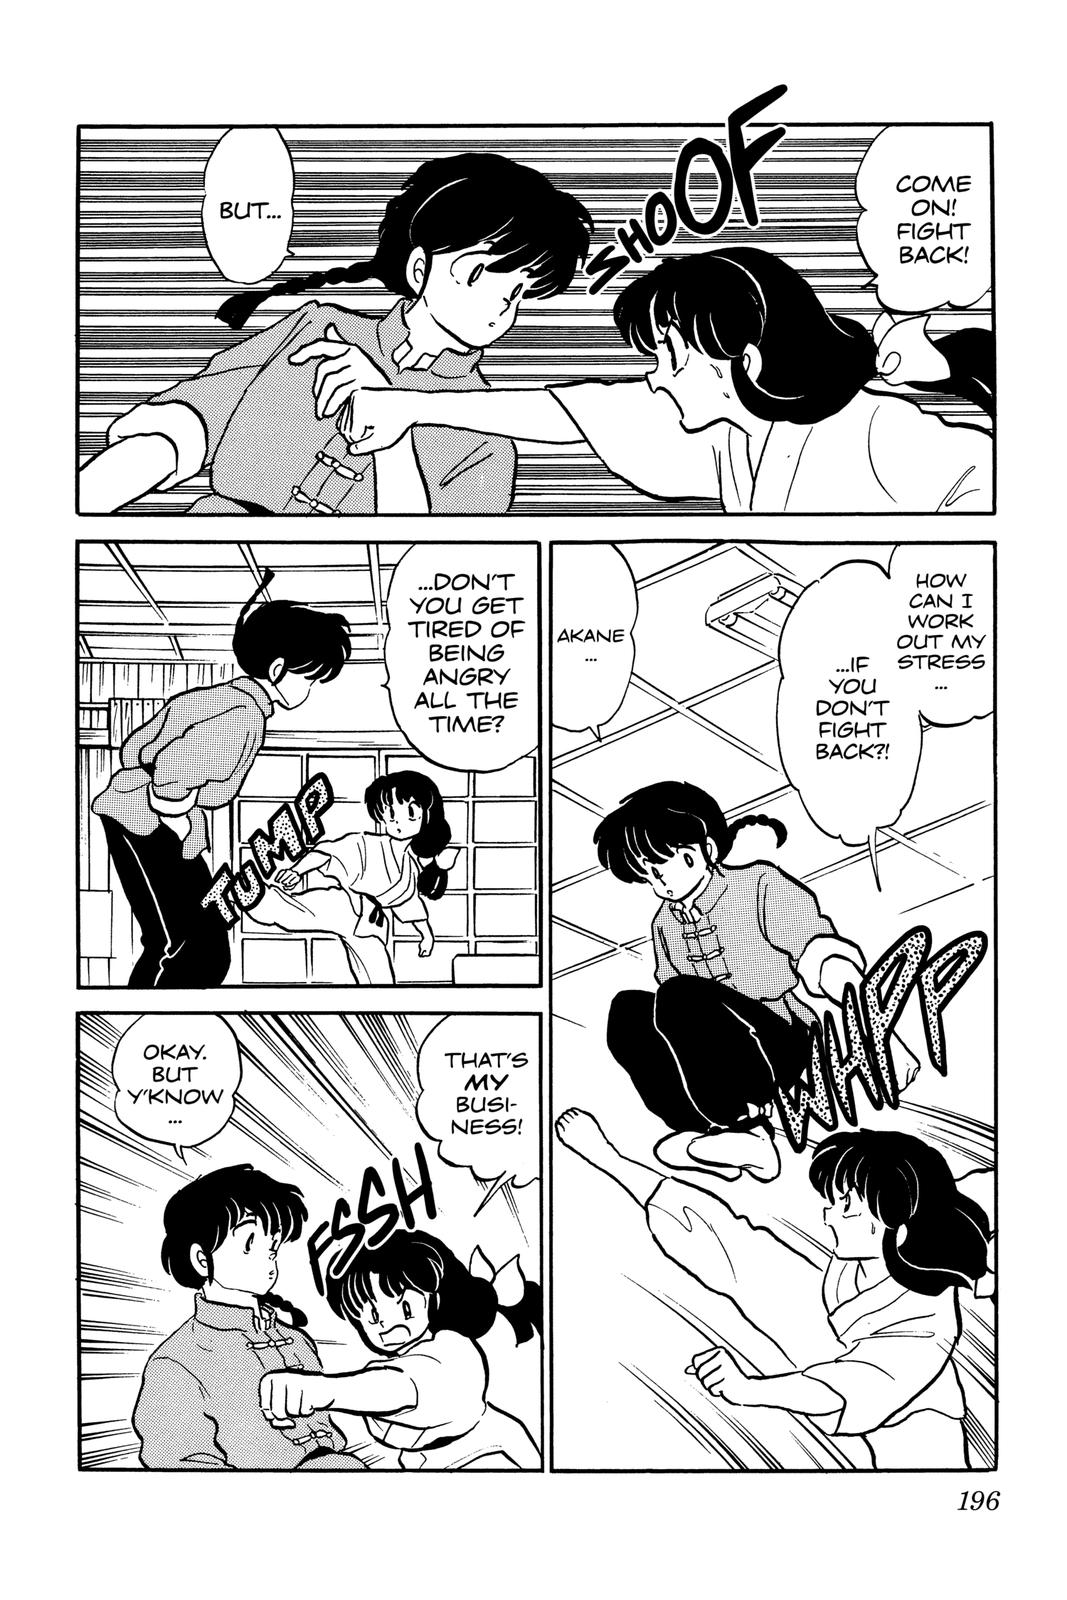 COME
ON!
FIGHT
BACK!
SHOOF
BUT...
HOW
CAN I
WORK
OUT MY
STRESS
...
...IF
YOU
DON'T
FIGHT
BACK?!
AKANE
...
WHPP
...DON'T
YOU GET
TIRED OF
BEING
ANGRY
ALL THE
TIME?
TUMP
THAT'S
MY
BUSI-
NESS!
FSSH
OKAY.
BUT
Y'KNOW
...
196